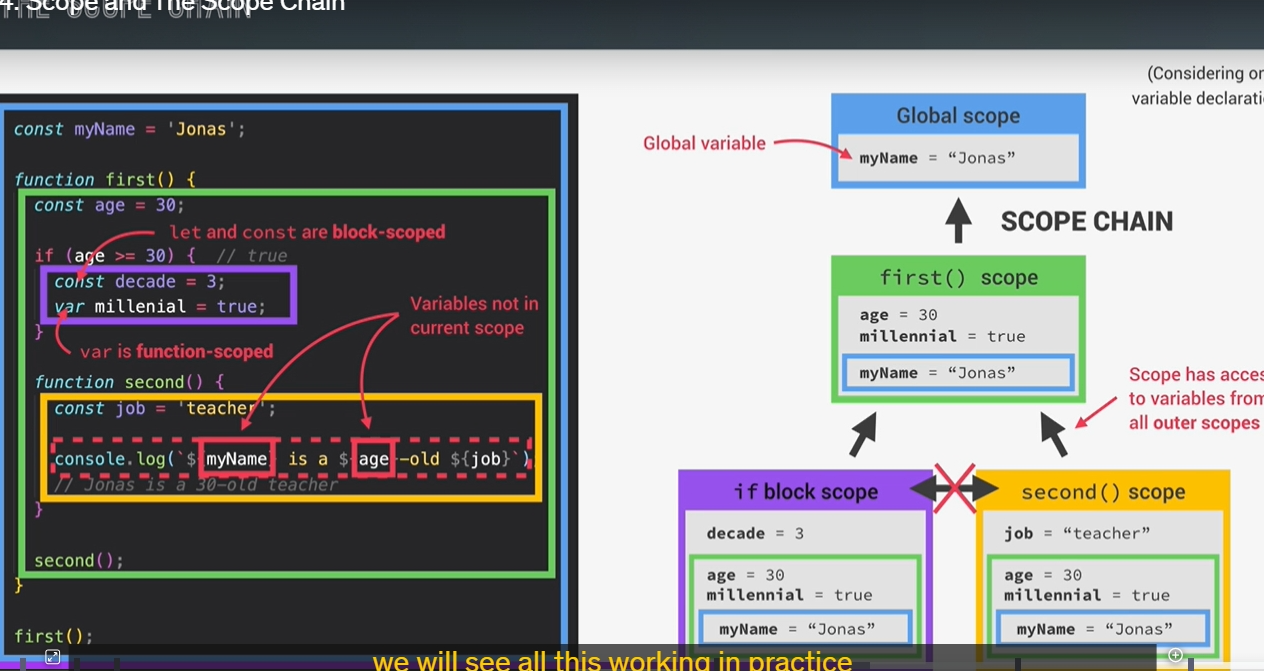 4. Scope and The Scope Chain
THE SCOPE CHAIN
(Considering
variable
const myName = 'Jonas';
function first() {
const age = 30;
let and const are block-scoped
if (age >= 30) { // true
const decade = 3;
var millenial = true;
}
var is function-scoped
Variables not in
current scope
function second() {
const job = 'teacher';
console.log(`${myName} is a ${age}-old ${job}`)
// Jonas is a 30-old teacher
}
second();
}
first();
Global variable
Global scope
myName = “Jonas”
SCOPE CHAIN
first() scope
age = 30
millennial = true
myName = “Jonas”
Scope has
to variables from
all outer scopes
if block scope
decade = 3
age = 30
millennial = true
myName = “Jonas”
second() scope
job = “teacher”
age = 30
millennial = true
myName = “Jonas”
we will see all this working in practice